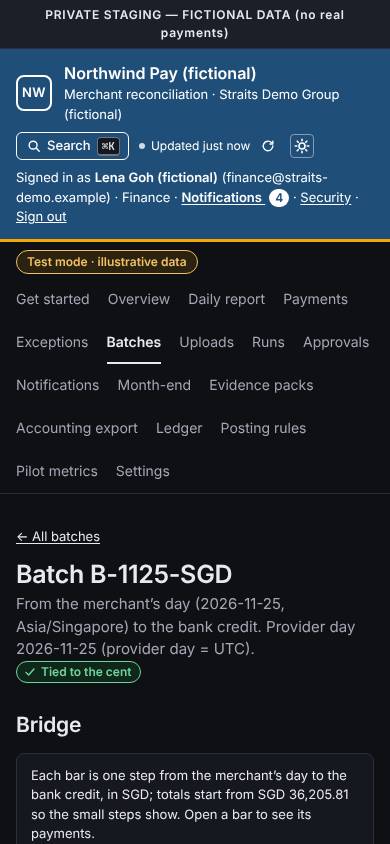 PRIVATE STAGING — FICTIONAL DATA (no real
payments)
NW
Northwind Pay (fictional)
Merchant reconciliation · Straits Demo Group
(fictional)
Search ⌘K Updated just now
Signed in as Lena Goh (fictional) (finance@straits-
demo.example) · Finance · Notifications 4 · Security ·
Sign out
Test mode · illustrative data
Get started Overview Daily report Payments
Exceptions Batches Uploads Runs Approvals
Notifications Month-end Evidence packs
Accounting export Ledger Posting rules
Pilot metrics Settings
← All batches
Batch B-1125-SGD
From the merchant’s day (2026-11-25,
Asia/Singapore) to the bank credit. Provider day
2026-11-25 (provider day = UTC).
✓ Tied to the cent
Bridge
Each bar is one step from the merchant’s day to the
bank credit, in SGD; totals start from SGD 36,205.81
so the small steps show. Open a bar to see its
payments.